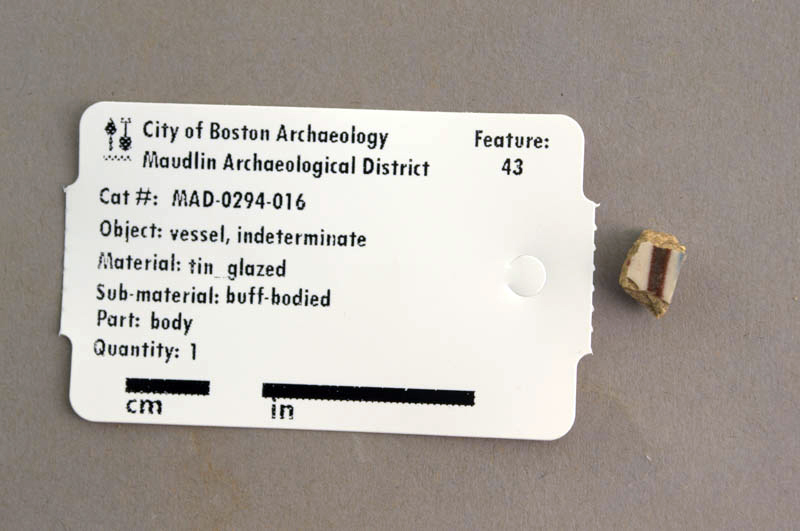 City of Boston Archaeology
Maudlin Archaeological District
Feature:
43
Cat #: MAD-0294-016
Object: vessel, indeterminate
Material: tin_glazed
Sub-material: buff-bodied
Part: body
Quantity: 1
cm in